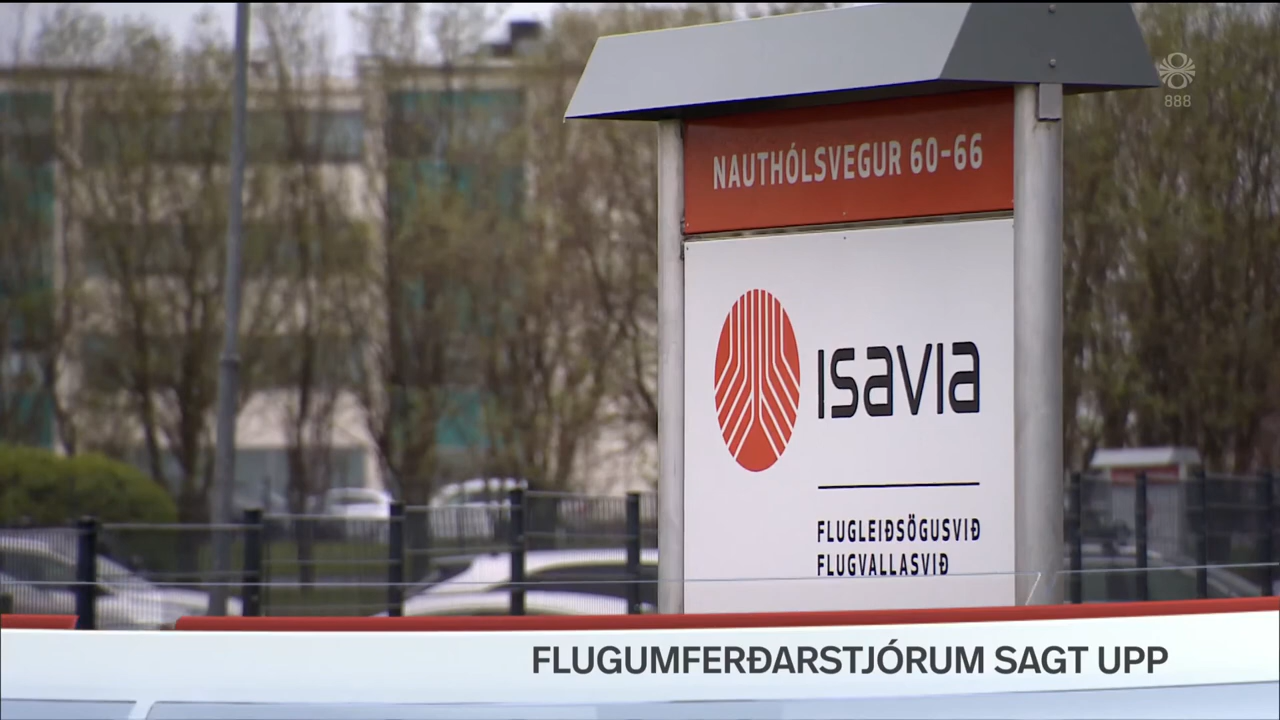 888
NAUTHÓLSVEGUR 60-66
ISAVIA
FLUGLEIÐSÖGUSVIÐ
FLUGVALLASVIÐ
FLUGUMFERÐARSTJÓRUM SAGT UPP